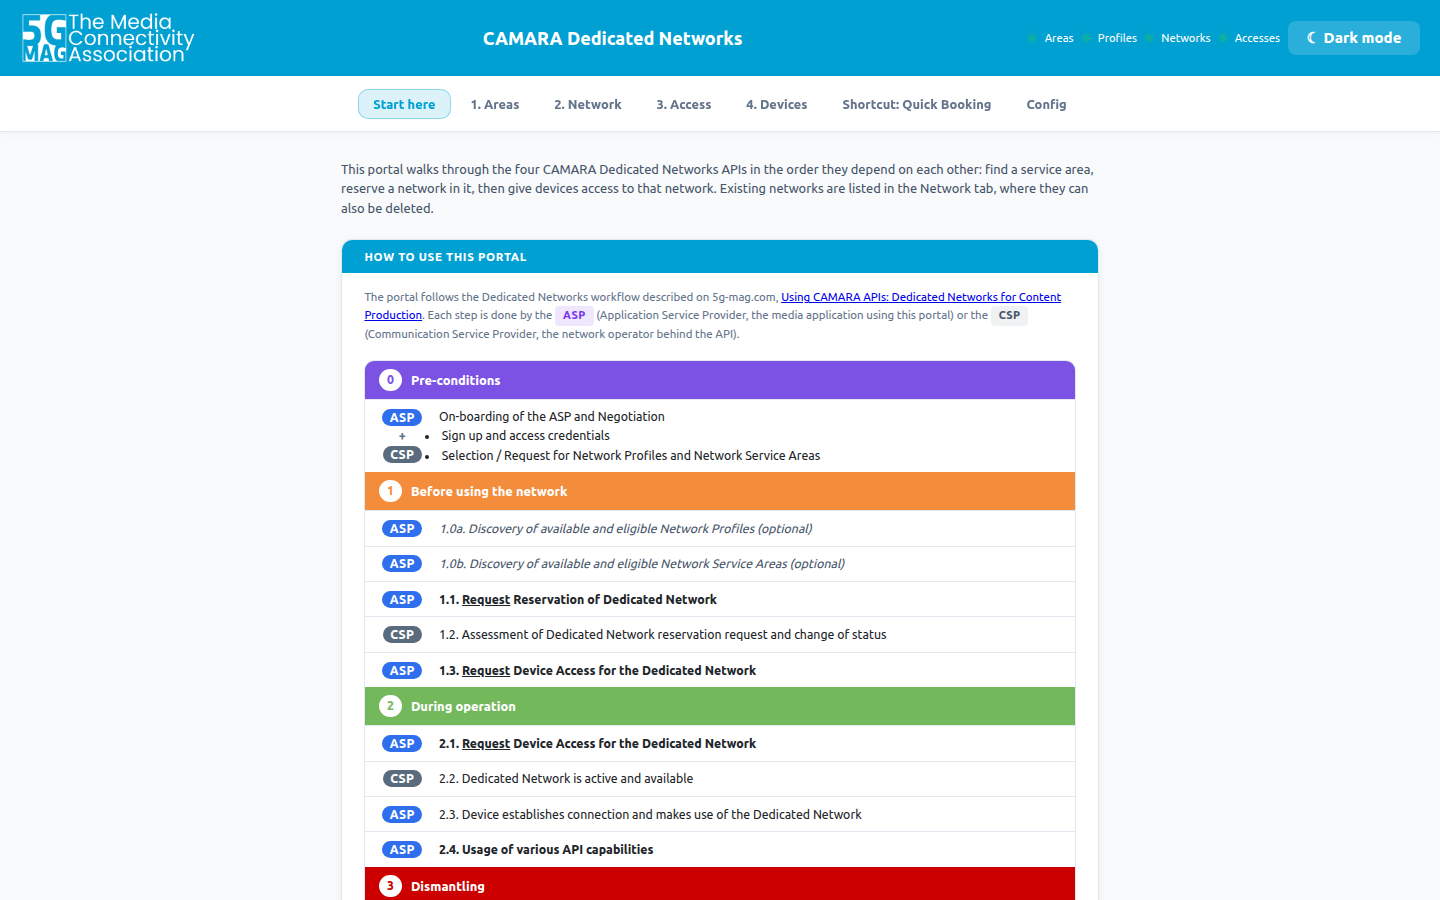 5G MAG The Media Connectivity Association
CAMARA Dedicated Networks
Areas Profiles Networks Accesses
☾ Dark mode
Start here
1. Areas
2. Network
3. Access
4. Devices
Shortcut: Quick Booking
Config
This portal walks through the four CAMARA Dedicated Networks APIs in the order they depend on each other: find a service area,
reserve a network in it, then give devices access to that network. Existing networks are listed in the Network tab, where they can
also be deleted.
HOW TO USE THIS PORTAL
The portal follows the Dedicated Networks workflow described on 5g-mag.com, Using CAMARA APIs: Dedicated Networks for Content
Production. Each step is done by the ASP (Application Service Provider, the media application using this portal) or the CSP
(Communication Service Provider, the network operator behind the API).
0 Pre-conditions
ASP On-boarding of the ASP and Negotiation
+ • Sign up and access credentials
CSP • Selection / Request for Network Profiles and Network Service Areas
1 Before using the network
ASP 1.0a. Discovery of available and eligible Network Profiles (optional)
ASP 1.0b. Discovery of available and eligible Network Service Areas (optional)
ASP 1.1. Request Reservation of Dedicated Network
CSP 1.2. Assessment of Dedicated Network reservation request and change of status
ASP 1.3. Request Device Access for the Dedicated Network
2 During operation
ASP 2.1. Request Device Access for the Dedicated Network
CSP 2.2. Dedicated Network is active and available
ASP 2.3. Device establishes connection and makes use of the Dedicated Network
ASP 2.4. Usage of various API capabilities
3 Dismantling